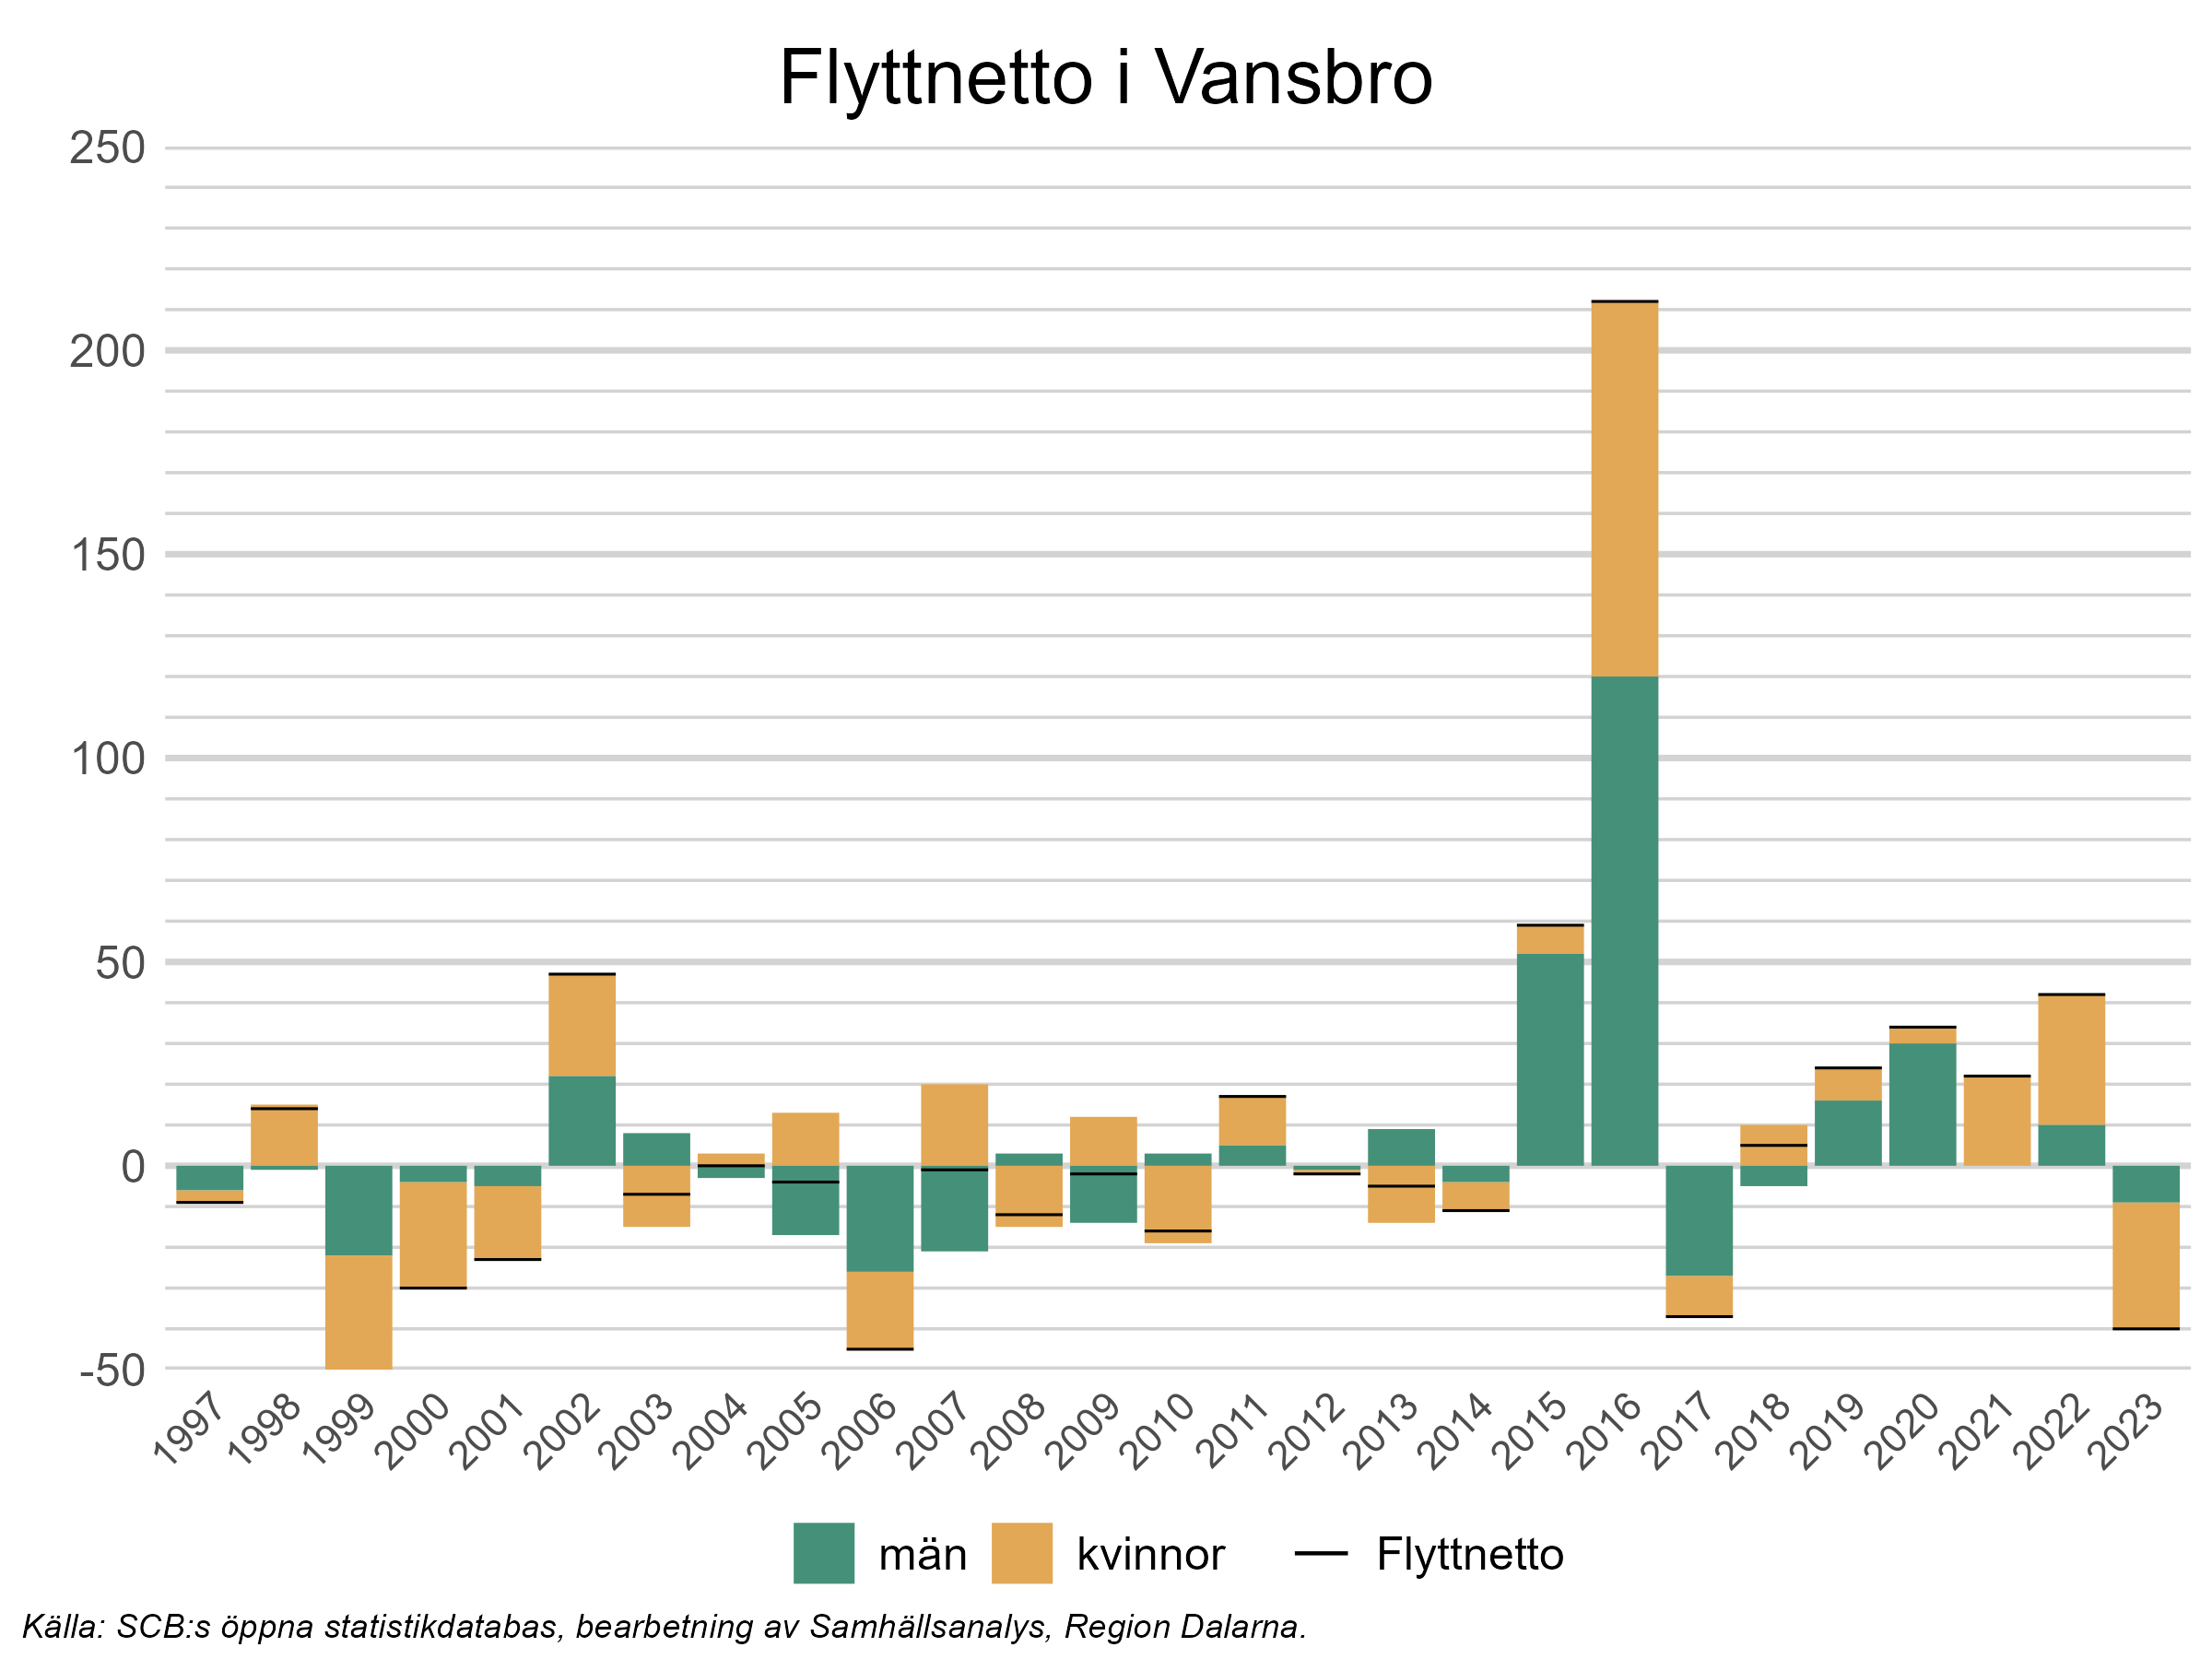 Flyttnetto i Vansbro
250
200
150
100
50
0
-50
1997 1998 1999 2000 2001 2002 2003 2004 2005 2006 2007 2008 2009 2010 2011 2012 2013 2014 2015 2016 2017 2018 2019 2020 2021 2022 2023
män kvinnor Flyttnetto
Källa: SCB:s öppna statistikdatabas, bearbetning av Samhällsanalys, Region Dalarna.